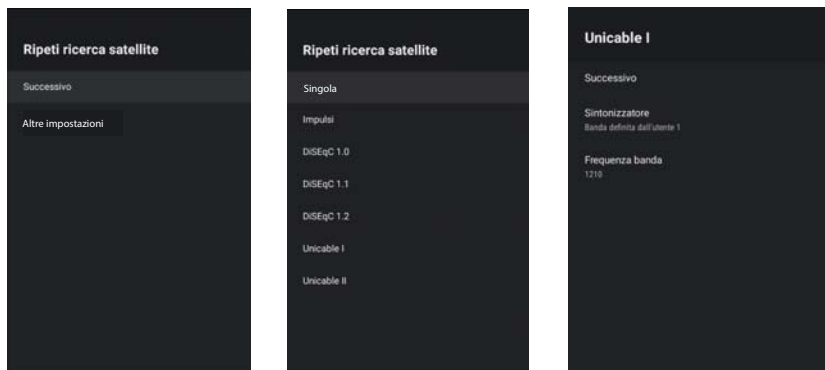 Ripeti ricerca satellite
Successivo
Altre impostazioni
Ripeti ricerca satellite
Singola
Impulsi
DiSEqC 1.0
DiSEqC 1.1
DiSEqC 1.2
Unicable I
Unicable II
Unicable I
Successivo
Sintonizzatore
Banda definita dall'utente 1
Frequenza banda
1210